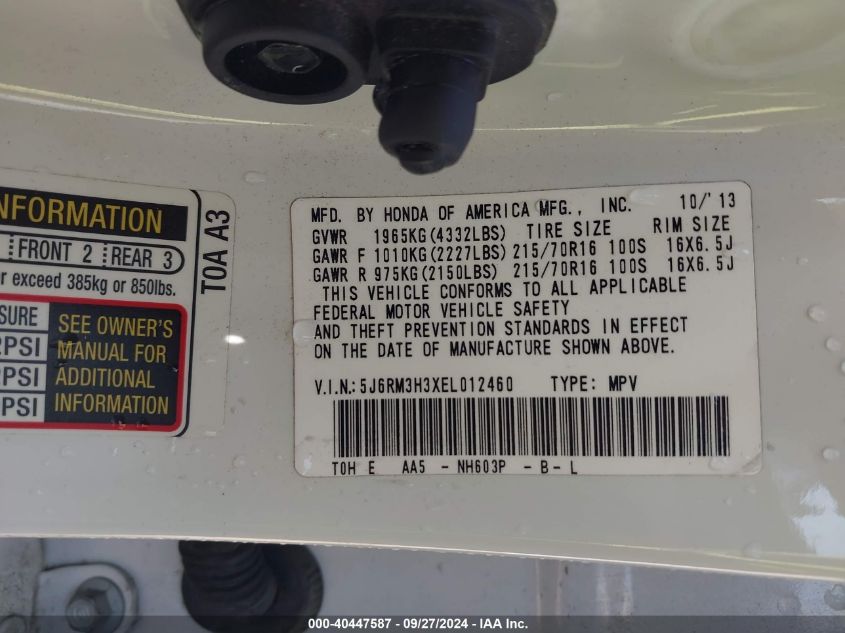 NFORMATION
FRONT 2 REAR 3
r exceed 385kg or 850lbs.
SURE SEE OWNER'S
2PSI MANUAL FOR
PSI ADDITIONAL
PSI INFORMATION
T0A A3
MFD. BY HONDA OF AMERICA MFG., INC. 10/'13
GVWR 1965KG(4332LBS) TIRE SIZE RIM SIZE
GAWR F 1010KG(2227LBS) 215/70R16 100S 16X6.5J
GAWR R 975KG(2150LBS) 215/70R16 100S 16X6.5J
THIS VEHICLE CONFORMS TO ALL APPLICABLE
FEDERAL MOTOR VEHICLE SAFETY
AND THEFT PREVENTION STANDARDS IN EFFECT
ON THE DATE OF MANUFACTURE SHOWN ABOVE.
V.I.N.: 5J6RM3H3XEL012460 TYPE: MPV
T0H E AA5 - NH603P - B - L
000-40447587 - 09/27/2024 - IAA Inc.